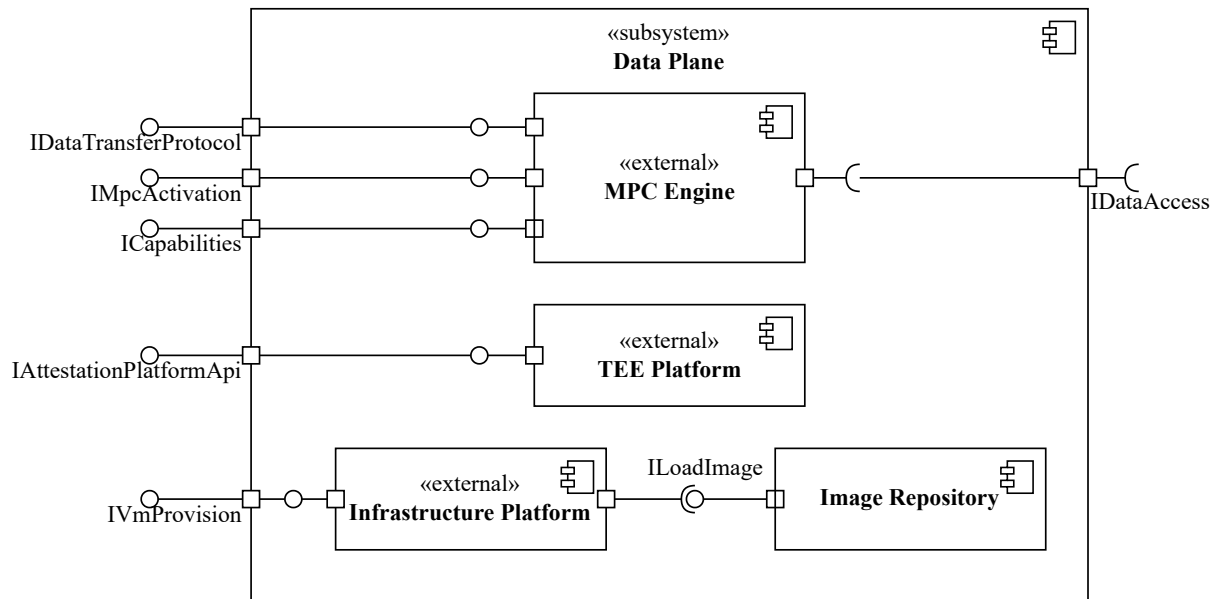 «subsystem»
Data Plane
IDataTransferProtocol
«external»
MPC Engine
IMpcActivation
IDataAccess
ICapabilities
«external»
TEE Platform
IAttestationPlatformApi
ILoadImage
«external»
Infrastructure Platform
Image Repository
IVmProvision